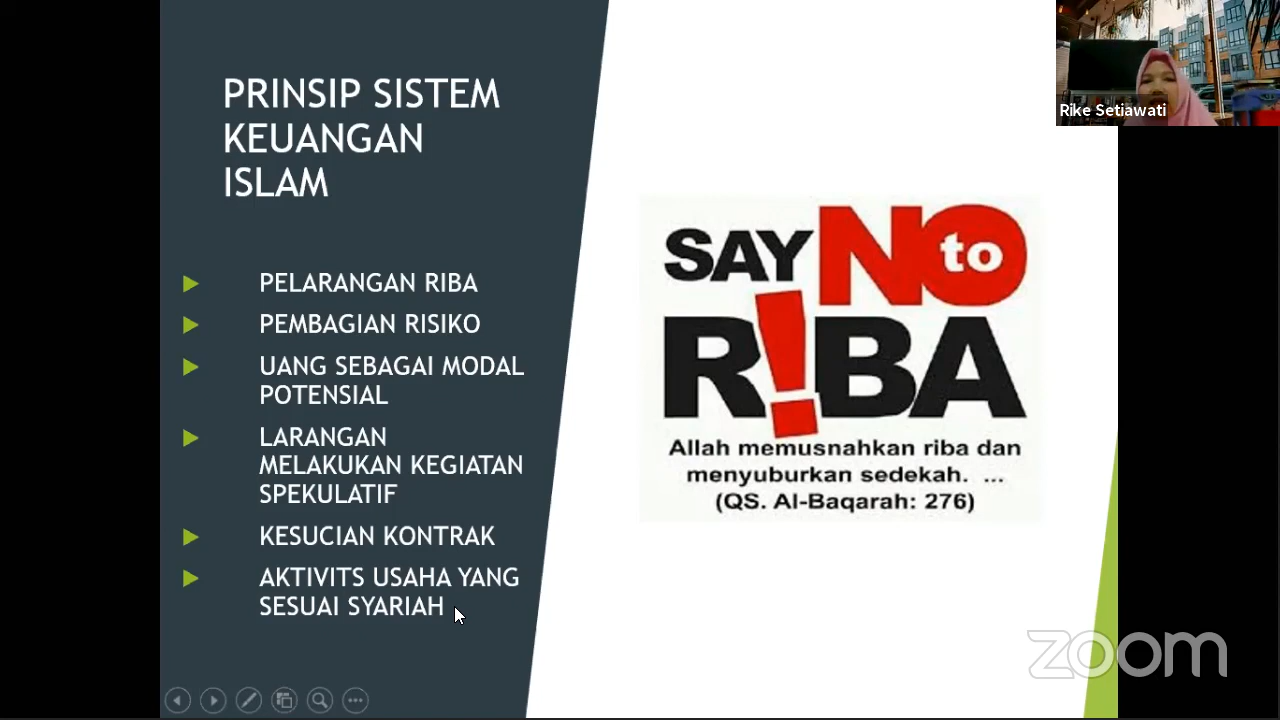 PRINSIP SISTEM
KEUANGAN
ISLAM
PELARANGAN RIBA
PEMBAGIAN RISIKO
UANG SEBAGAI MODAL
POTENSIAL
LARANGAN
MELAKUKAN KEGIATAN
SPEKULATIF
KESUCIAN KONTRAK
AKTIVITS USAHA YANG
SESUAI SYARIAH
SAY NO to
R!BA
Allah memusnahkan riba dan
menyuburkan sedekah. ...
(QS. Al-Baqarah: 276)
Rike Setiawati
zoom